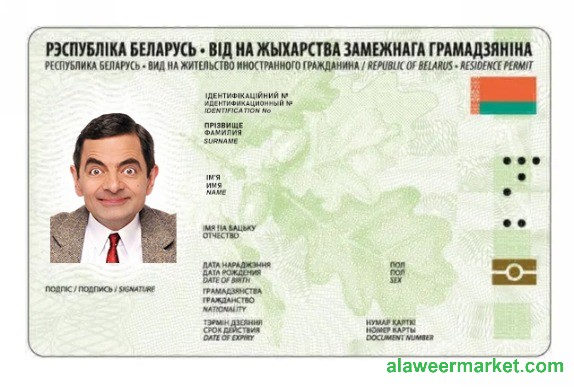 РЭСПУБЛІКА БЕЛАРУСЬ • ВІД НА ЖЫХАРСТВА ЗАМЕЖНАГА ГРАМАДЗЯНІНА
РЕСПУБЛИКА БЕЛАРУСЬ • ВИД НА ЖИТЕЛЬСТВО ИНОСТРАННОГО ГРАЖДАНИНА / REPUBLIC OF BELARUS • RESIDENCE PERMIT
ІДЕНТИФІКАЦІЙНИЙ №
ИДЕНТИФИКАЦИОННЫЙ №
IDENTIFICATION No
ПРІЗВИЩЕ
ФАМИЛИЯ
SURNAME
ІМ'Я
ИМЯ
NAME
ІМЯ ПА БАЦЬКУ
ОТЧЕСТВО
ДАТА НАРАДЖЭННЯ
ДАТА РОЖДЕНИЯ
DATE OF BIRTH
ПОЛ
ПОЛ
SEX
ГРАМАДЗЯНСТВА
ГРАЖДАНСТВО
NATIONALITY
ПОДПІС / ПОДПИСЬ / SIGNATURE
ТЭРМІН ДЗЕЯННЯ
СРОК ДЕЙСТВИЯ
DATE OF EXPIRY
НУМАР КАРТКІ
НОМЕР КАРТЫ
DOCUMENT NUMBER
alaweermarket.com